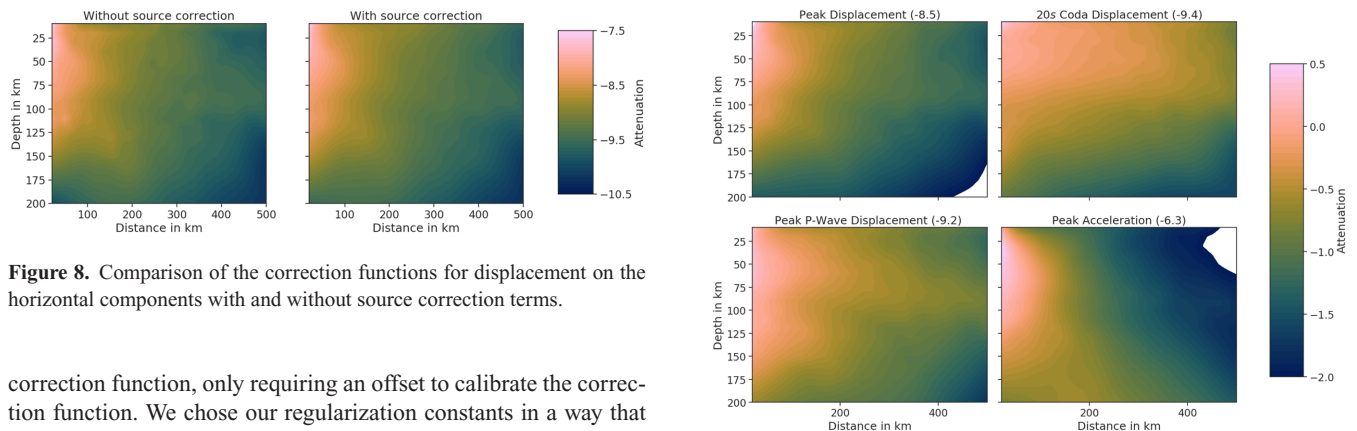 Without source correction
With source correction
25
50
75
100
125
150
175
200
Depth in km
100
200
300
400
500
Distance in km
100
200
300
400
500
Distance in km
−7.5
−8.5
−9.5
−10.5
Attenuation
Figure 8. Comparison of the correction functions for displacement on the
horizontal components with and without source correction terms.
correction function, only requiring an offset to calibrate the correc-
tion function. We chose our regularization constants in a way that
Peak Displacement (-8.5)
20s Coda Displacement (-9.4)
25
50
75
100
125
150
175
200
Depth in km
Peak P-Wave Displacement (-9.2)
Peak Acceleration (-6.3)
25
50
75
100
125
150
175
200
Depth in km
200
400
Distance in km
200
400
Distance in km
0.5
0.0
−0.5
−1.0
−1.5
−2.0
Attenuation